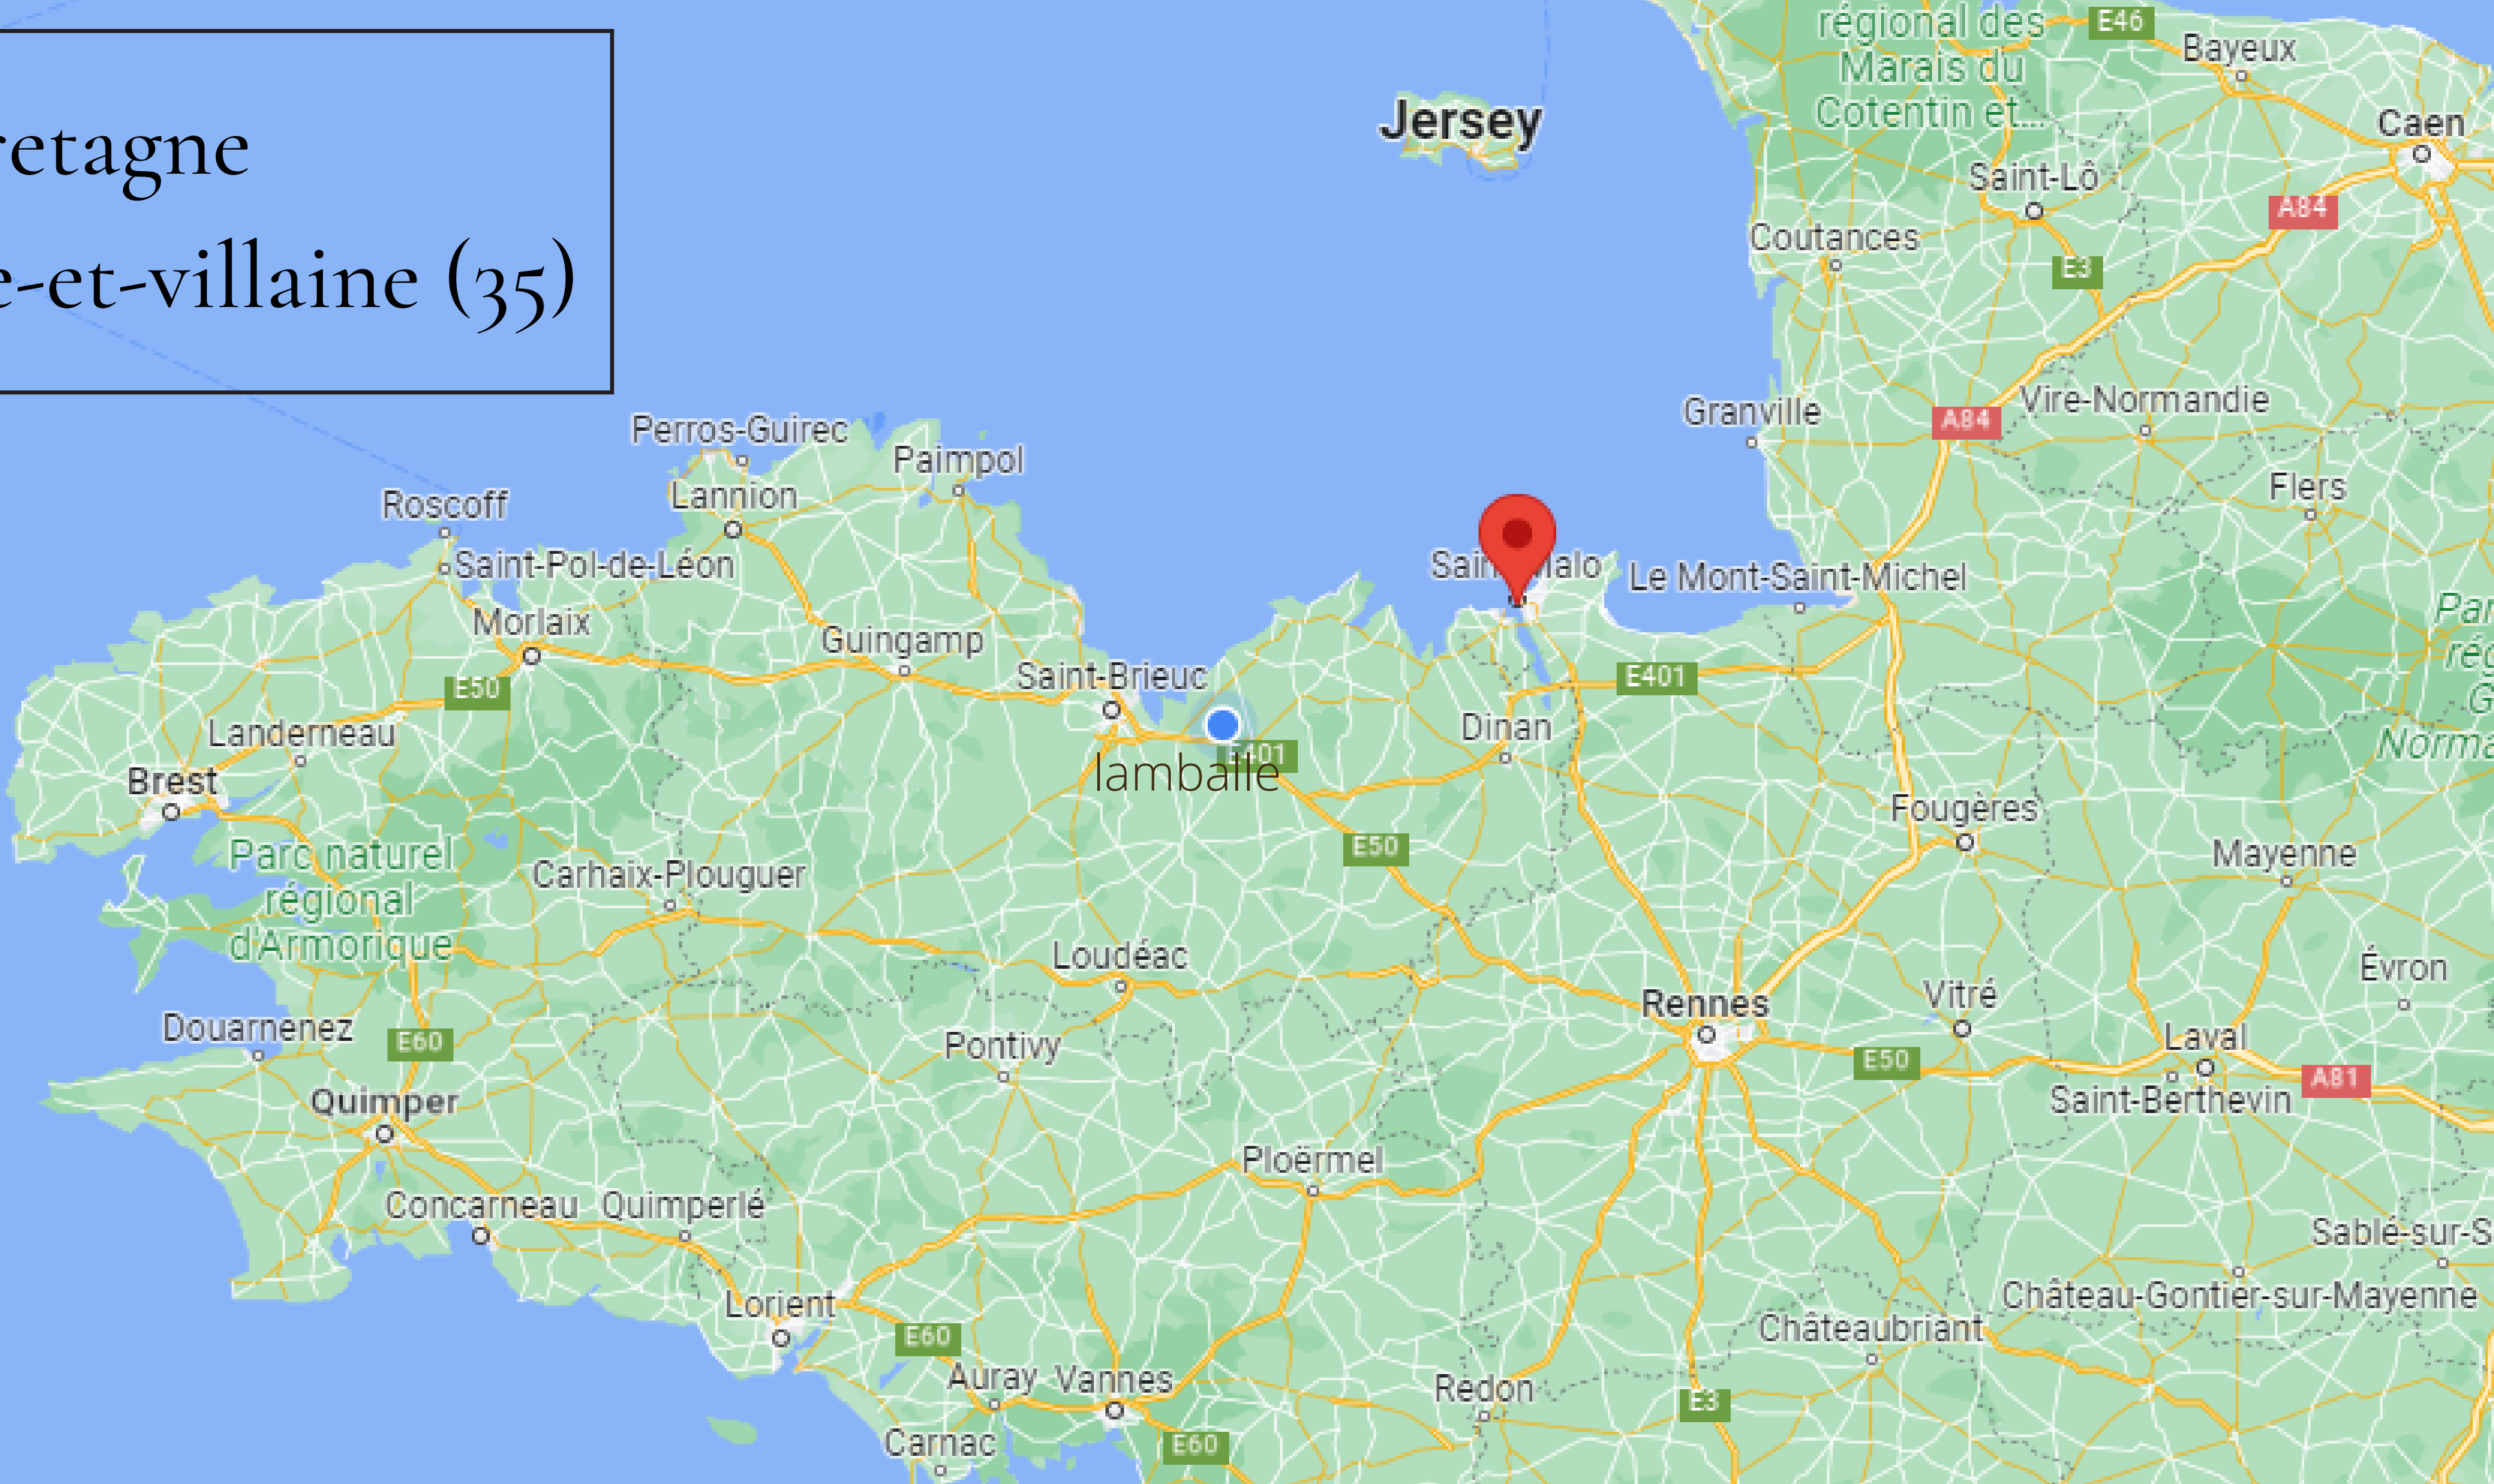 retagne
e-et-villaine (35)
régional des
Marais du
Cotentin et...
E46
Bayeux
Jersey
Caen
Saint-Lô
A84
Coutances
E3
Granville
A84
Vire-Normandie
Perros-Guirec
Paimpol
Lannion
Flers
Roscoff
Saint-Pol-de-Léon
Le Mont-Saint-Michel
Morlaix
Guingamp
Saint-Brieuc
E50
E401
Landerneau
Dinan
E401
lamballe
Brest
Norma
Fougères
E50
Mayenne
Parc naturel
régional
d'Armorique
Carhaix-Plouguer
Loudéac
Évron
Rennes
Vitré
Douarnenez
E60
Pontivy
Laval
E50
A81
Saint-Berthevin
Quimper
Ploërmel
Concarneau
Quimperlé
Sablé-sur-S
Lorient
Château-Gontier-sur-Mayenne
E60
Châteaubriant
Auray
Vannes
Redon
E3
Carnac
E60